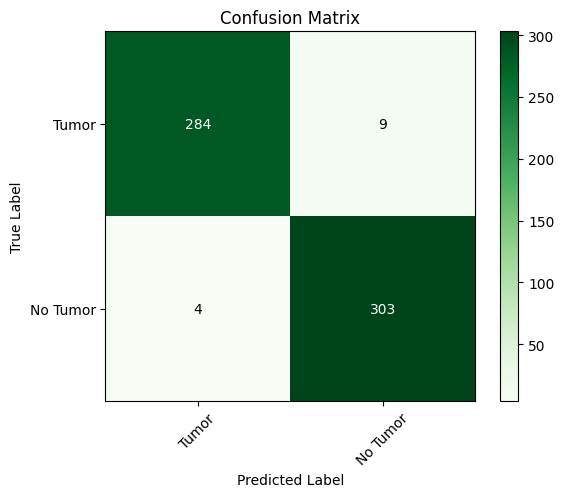 Confusion Matrix
True Label
Tumor
284
9
No Tumor
4
303
Tumor
No Tumor
Predicted Label
300
250
200
150
100
50